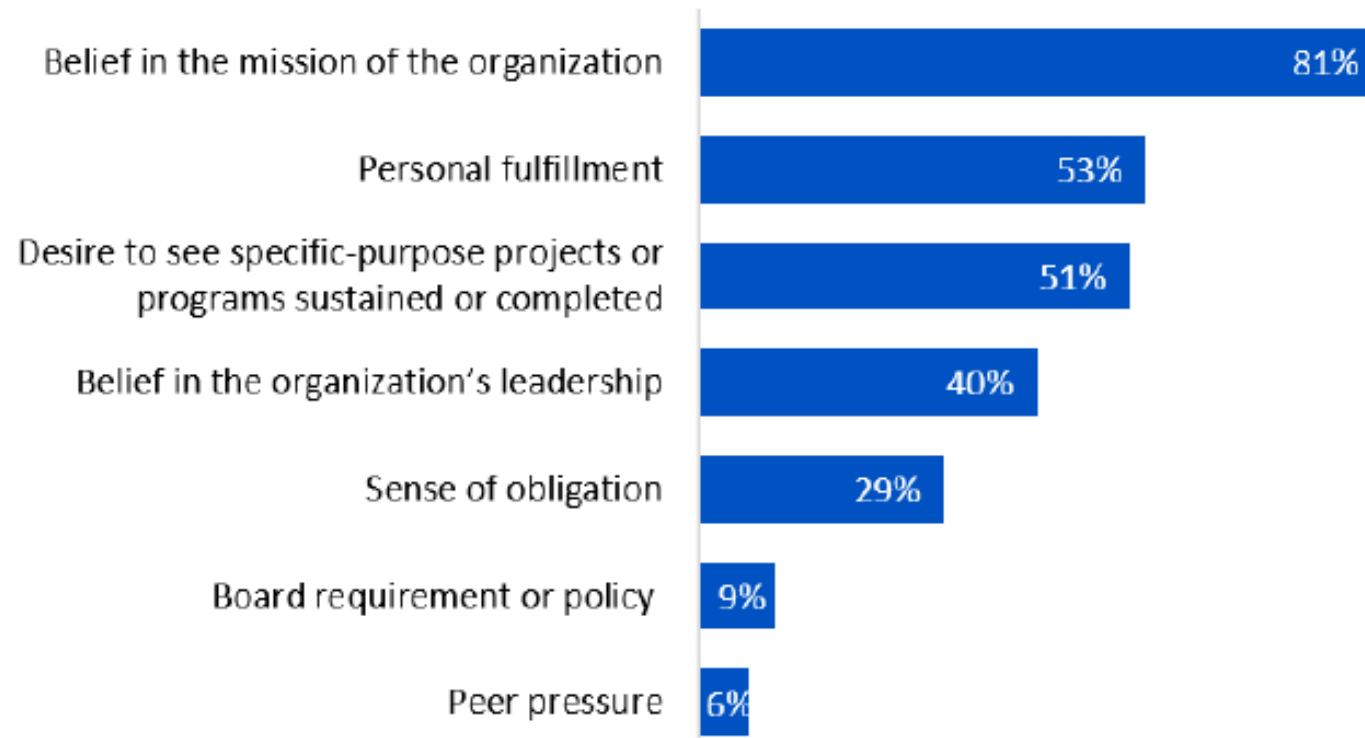 Belief in the mission of the organization
81%
Personal fulfillment
53%
Desire to see specific-purpose projects or
programs sustained or completed
51%
Belief in the organization's leadership
40%
Sense of obligation
29%
Board requirement or policy
9%
Peer pressure
6%